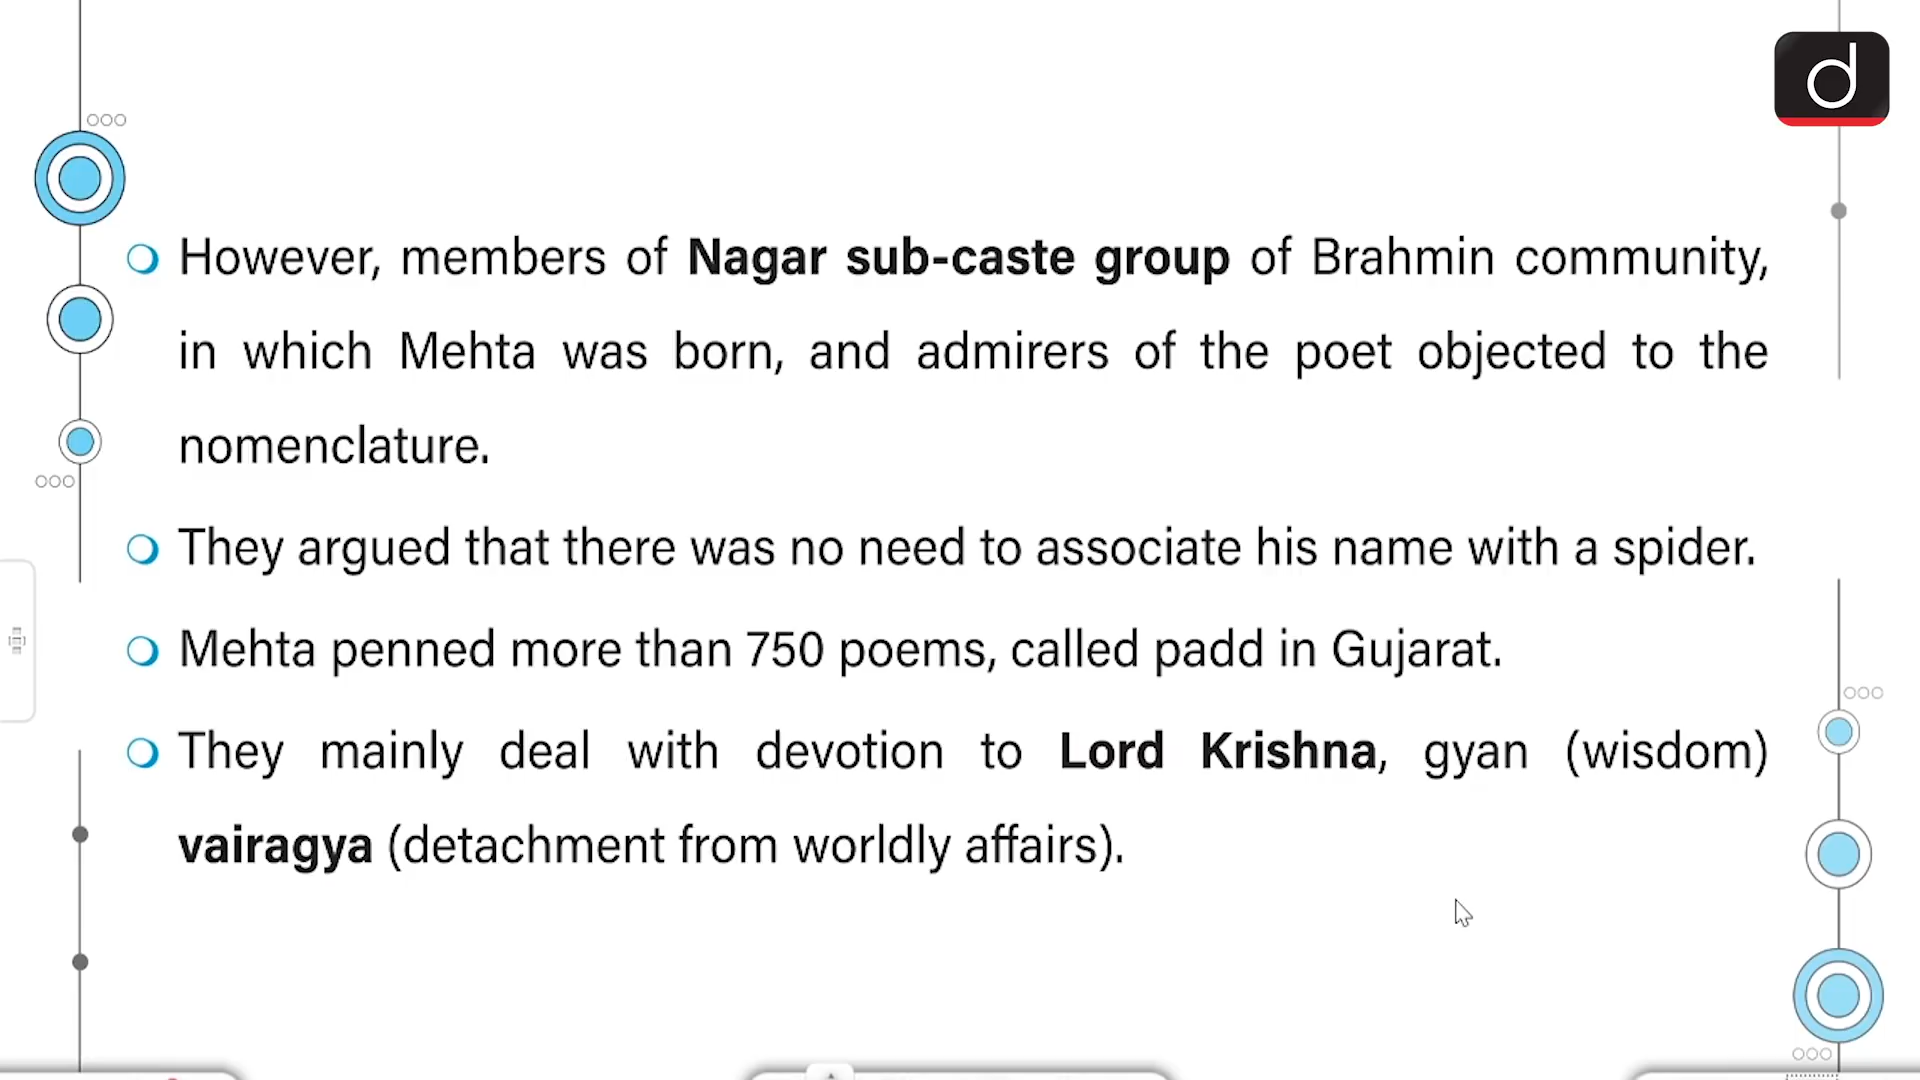 d
However, members of Nagar sub-caste group of Brahmin community,
in which Mehta was born, and admirers of the poet objected to the
nomenclature.
They argued that there was no need to associate his name with a spider.
Mehta penned more than 750 poems, called padd in Gujarat.
They mainly deal with devotion to Lord Krishna, gyan (wisdom)
vairagya (detachment from worldly affairs).